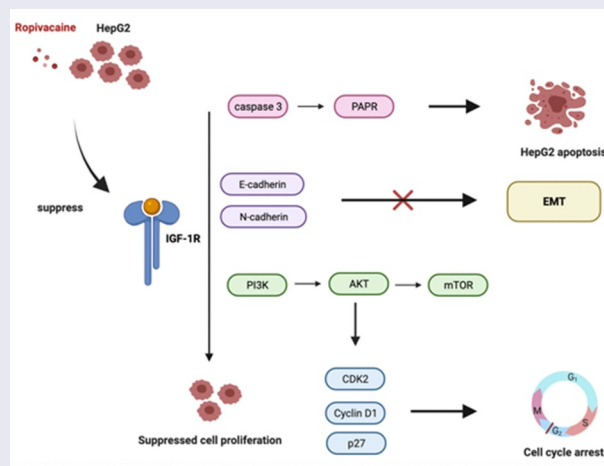 Ropivacaine HepG2
caspase 3
PAPR
HepG2 apoptosis
E-cadherin
N-cadherin
EMT
suppress
IGF-1R
PI3K
AKT
mTOR
CDK2
Cyclin D1
p27
Suppressed cell proliferation
G1
S
G2
M
Cell cycle arrest